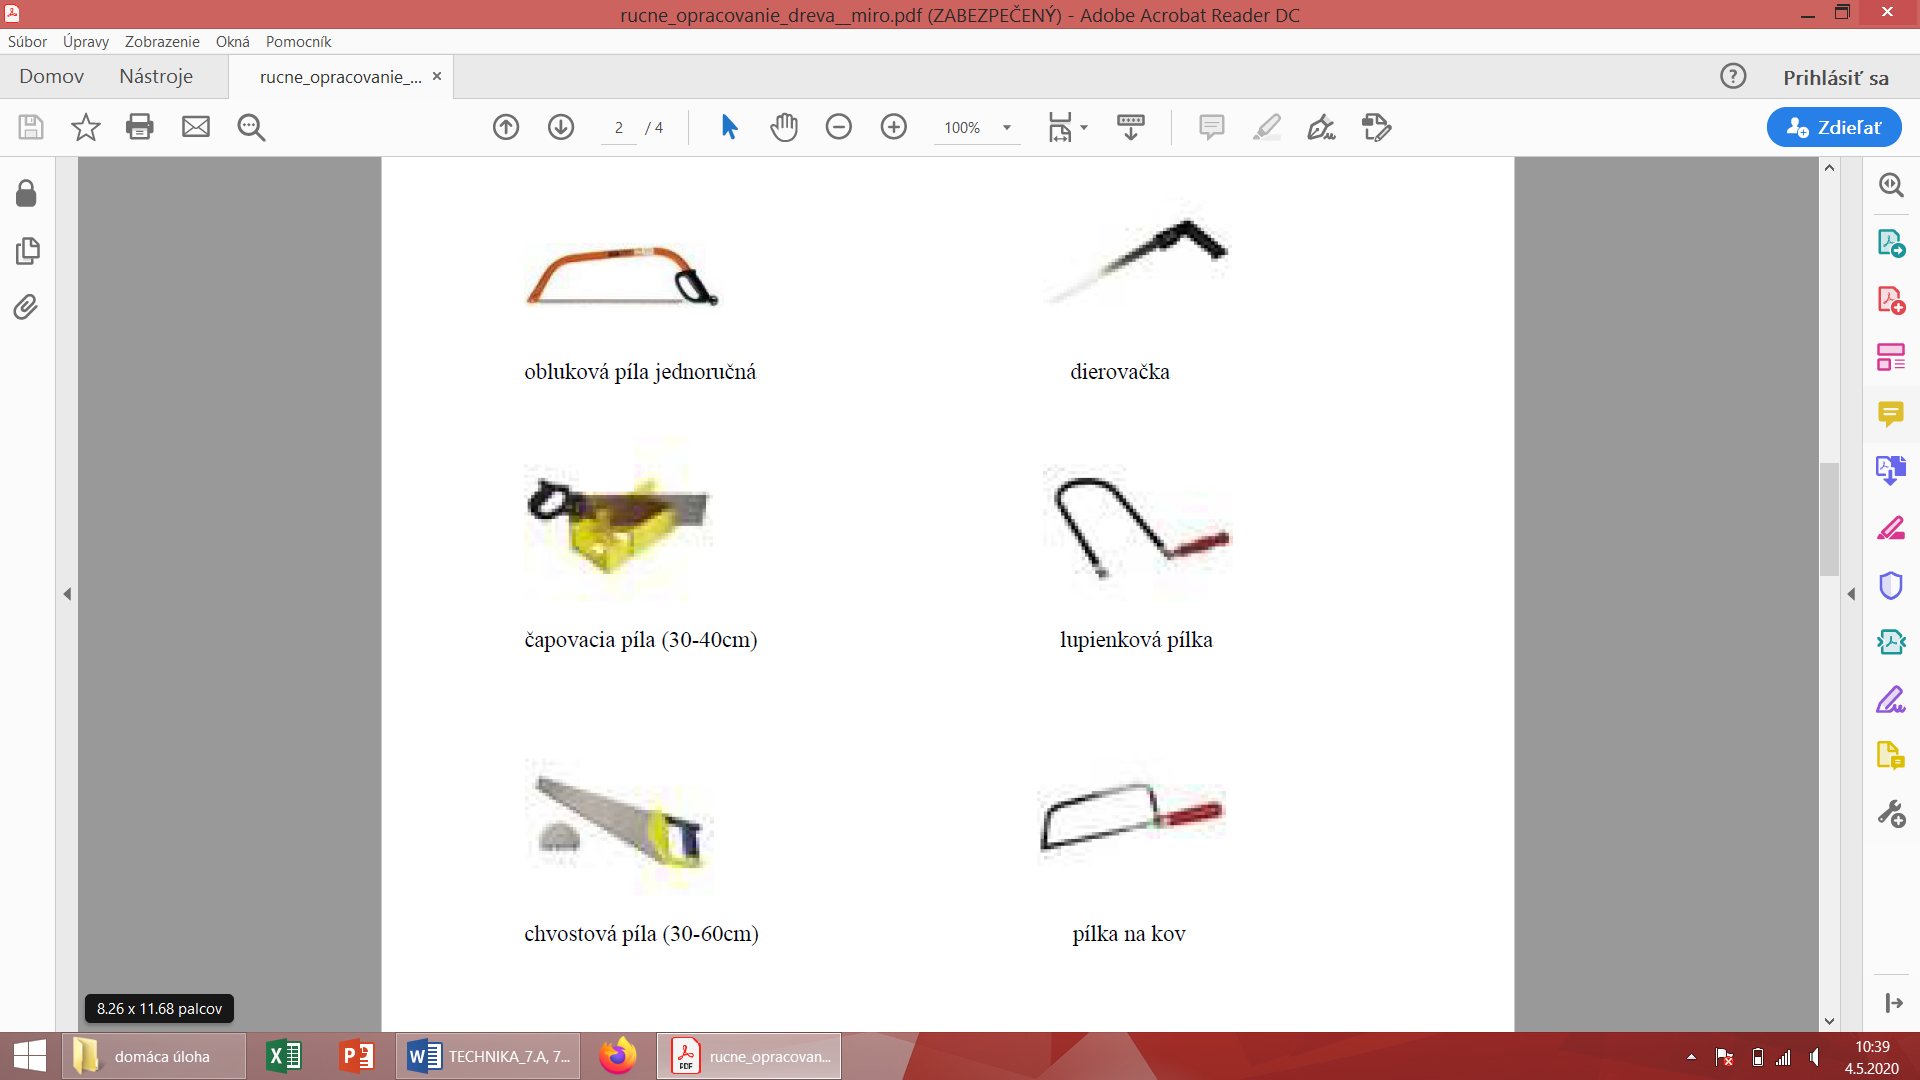 rucne_opracovanie_dreva__miro.pdf (ZABEZPEČENÝ) - Adobe Acrobat Reader DC
Súbor Úpravy Zobrazenie Okná Pomocník
Domov Nástroje rucne_opracovanie_... × Prihlásiť sa
2 / 4 100% Zdieľať
obluková píla jednoručná dierovačka
čapovacia píla (30-40cm) lupienková pílka
chvostová píla (30-60cm) pílka na kov
8.26 x 11.68 palcov
domáca úloha TECHNIKA_7.A, 7... rucne_opracovan... 10:39
4.5.2020